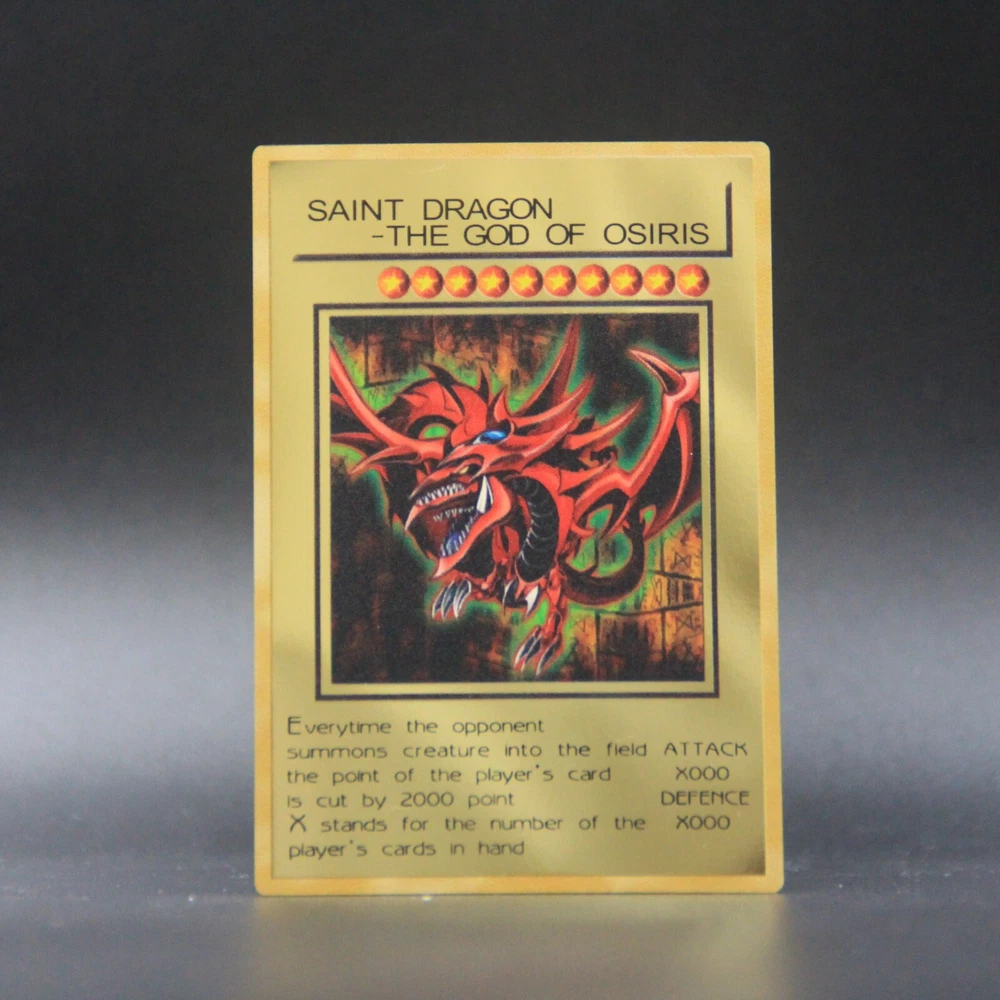 SAINT DRAGON
-THE GOD OF OSIRIS
Everytime the opponent
summons creature into the field
the point of the player's card
is cut by 2000 point
X stands for the number of the
player's cards in hand
ATTACK
X000
DEFENCE
X000